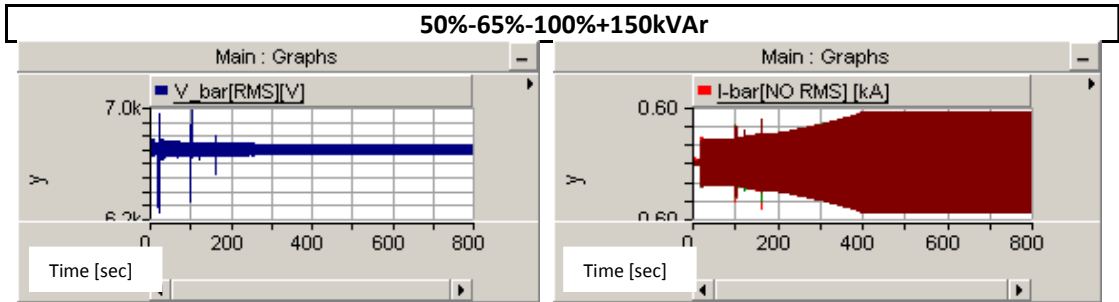 50%-65%-100%+150kVAr
Main : Graphs
V_bar[RMS][V]
7.0k
y
6.2k
0 200 400 600 800
Time [sec]
Main : Graphs
I-bar[NO RMS] [kA]
0.60
y
0.60
0 200 400 600 800
Time [sec]